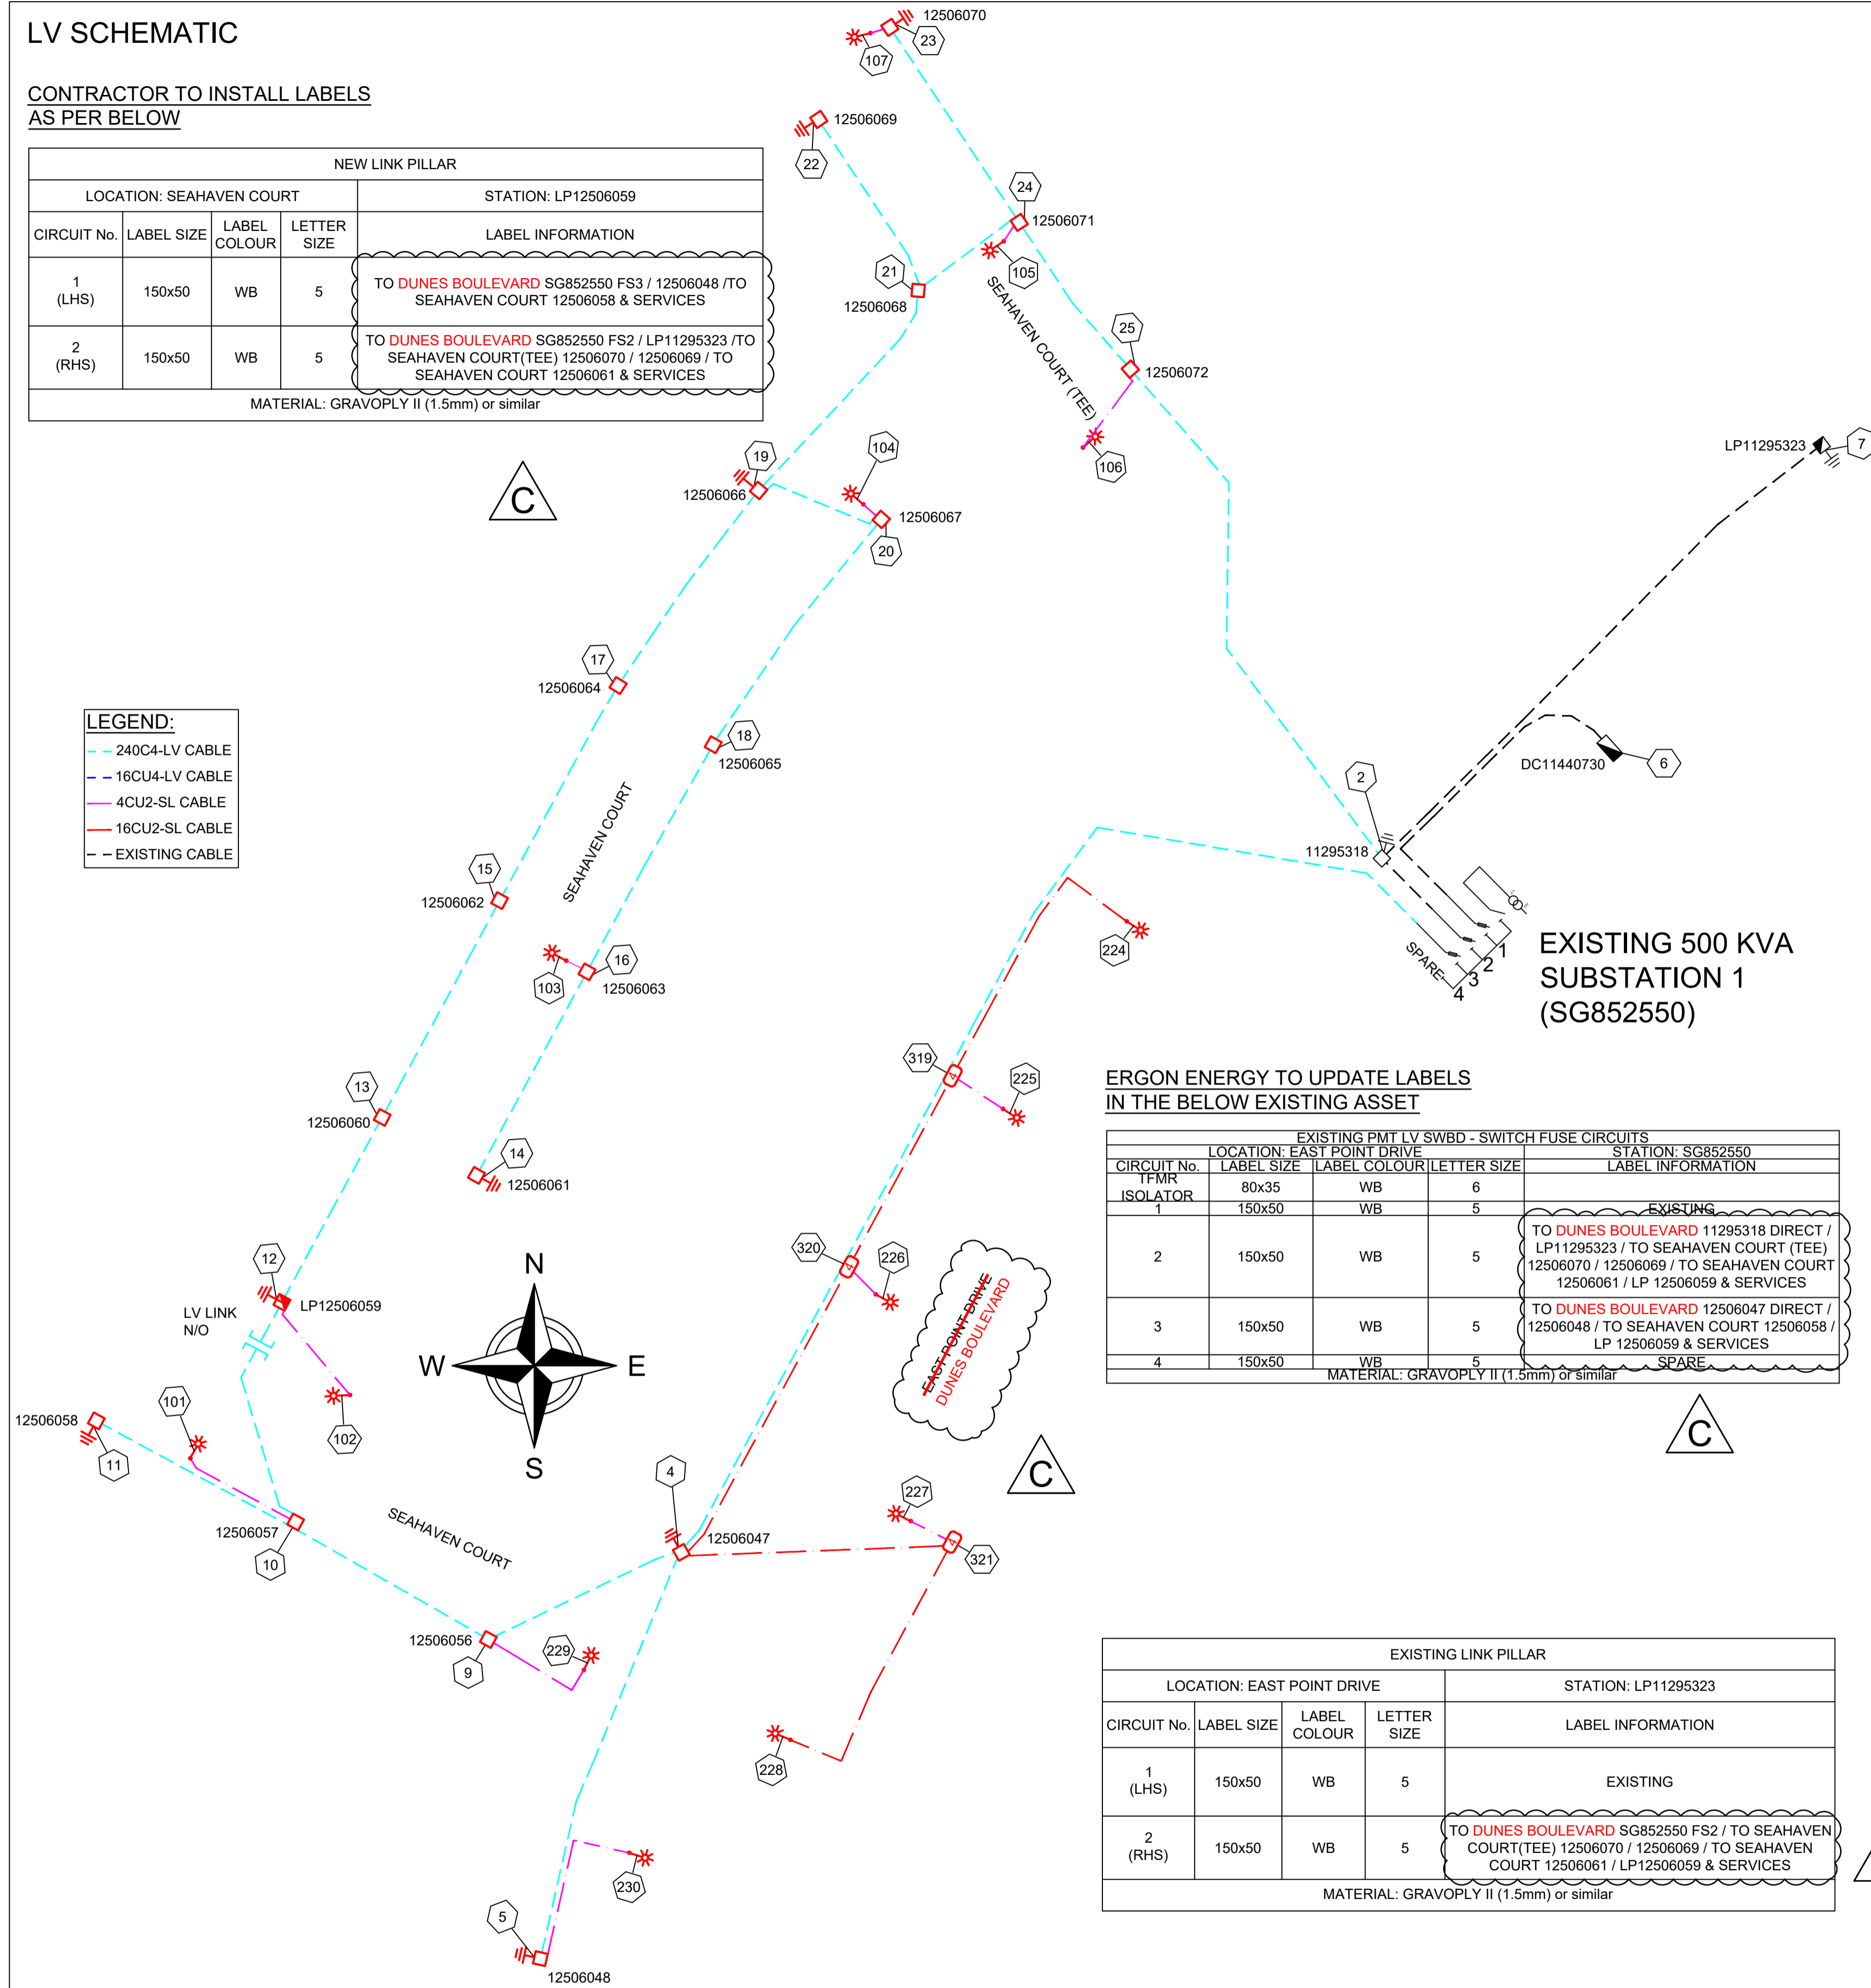 LV SCHEMATIC
CONTRACTOR TO INSTALL LABELS
AS PER BELOW
NEW LINK PILLAR
LOCATION: SEAHAVEN COURT
STATION: LP12506059
CIRCUIT No.
LABEL SIZE
LABEL
COLOUR
LETTER
SIZE
LABEL INFORMATION
1
(LHS)
150x50
WB
5
TO DUNES BOULEVARD SG852550 FS3 / 12506048 /TO
SEAHAVEN COURT 12506058 & SERVICES
2
(RHS)
150x50
WB
5
TO DUNES BOULEVARD SG852550 FS2 / LP11295323 /TO
SEAHAVEN COURT(TEE) 12506070 / 12506069 / TO
SEAHAVEN COURT 12506061 & SERVICES
MATERIAL: GRAVOPLY II (1.5mm) or similar
C
12506070
23
107
12506069
22
24
12506071
105
21
12506068
SEAHAVEN COURT (TEE)
25
12506072
106
LP11295323
7
19
104
12506066
12506067
20
17
12506064
18
12506065
LEGEND:
240C4-LV CABLE
16CU4-LV CABLE
4CU2-SL CABLE
16CU2-SL CABLE
EXISTING CABLE
DC11440730
6
2
11295318
15
12506062
SEAHAVEN COURT
224
SPARE
1
2
3
4
EXISTING 500 KVA
SUBSTATION 1
(SG852550)
16
103
12506063
319
4
225
13
12506060
14
12506061
ERGON ENERGY TO UPDATE LABELS
IN THE BELOW EXISTING ASSET
EXISTING PMT LV SWBD - SWITCH FUSE CIRCUITS
LOCATION: EAST POINT DRIVE
STATION: SG852550
CIRCUIT No.
LABEL SIZE
LABEL COLOUR
LETTER SIZE
LABEL INFORMATION
TFMR
ISOLATOR
80x35
WB
6
1
150x50
WB
5
EXISTING
2
150x50
WB
5
TO DUNES BOULEVARD 11295318 DIRECT /
LP11295323 / TO SEAHAVEN COURT (TEE)
12506070 / 12506069 / TO SEAHAVEN COURT
12506061 / LP 12506059 & SERVICES
3
150x50
WB
5
TO DUNES BOULEVARD 12506047 DIRECT /
12506048 / TO SEAHAVEN COURT 12506058 /
LP 12506059 & SERVICES
4
150x50
WB
5
SPARE
MATERIAL: GRAVOPLY II (1.5mm) or similar
C
320
4
226
EAST POINT DRIVE
DUNES BOULEVARD
C
12
LP12506059
LV LINK
N/O
N
W
E
S
102
101
12506058
11
12506057
10
SEAHAVEN COURT
4
12506047
227
4
321
12506056
9
229
228
230
5
12506048
EXISTING LINK PILLAR
LOCATION: EAST POINT DRIVE
STATION: LP11295323
CIRCUIT No.
LABEL SIZE
LABEL
COLOUR
LETTER
SIZE
LABEL INFORMATION
1
(LHS)
150x50
WB
5
EXISTING
2
(RHS)
150x50
WB
5
TO DUNES BOULEVARD SG852550 FS2 / TO SEAHAVEN
COURT(TEE) 12506070 / 12506069 / TO SEAHAVEN
COURT 12506061 / LP12506059 & SERVICES
MATERIAL: GRAVOPLY II (1.5mm) or similar